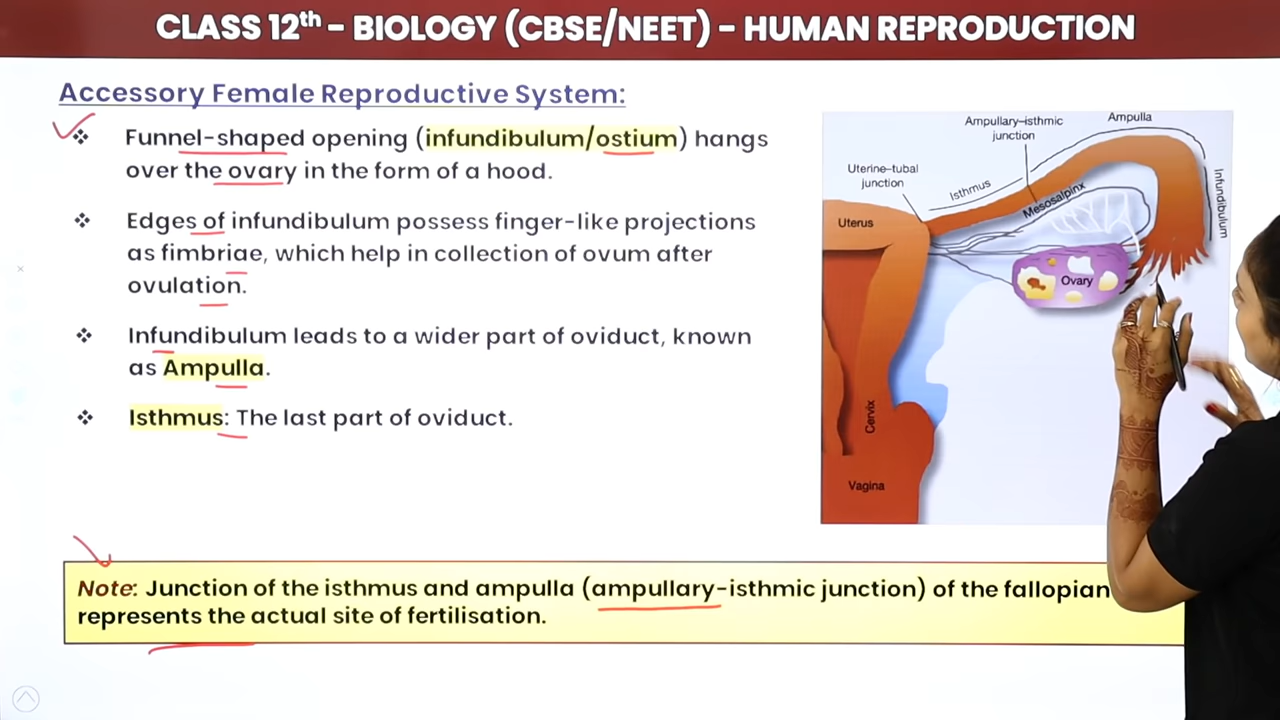 CLASS 12th – BIOLOGY (CBSE/NEET) – HUMAN REPRODUCTION
Accessory Female Reproductive System:
❖ Funnel-shaped opening (infundibulum/ostium) hangs
over the ovary in the form of a hood.
❖ Edges of infundibulum possess finger-like projections
as fimbriae, which help in collection of ovum after
ovulation.
❖ Infundibulum leads to a wider part of oviduct, known
as Ampulla.
❖ Isthmus: The last part of oviduct.
Note: Junction of the isthmus and ampulla (ampullary-isthmic junction) of the fallopian
represents the actual site of fertilisation.
Ampullary–isthmic
junction
Ampulla
Uterine–tubal
junction
Isthmus
Mesosalpinx
Infundibulum
Uterus
Ovary
Cervix
Vagina